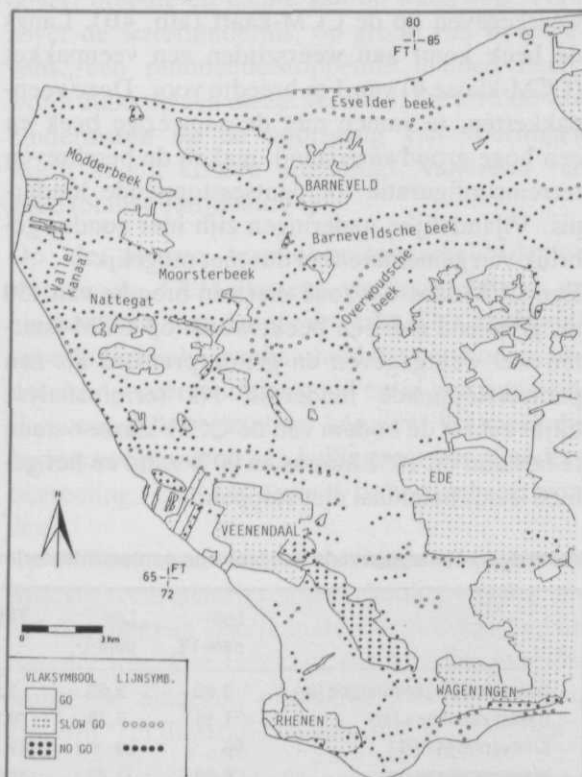 80
FT
85
Esvelder beek
Modderbeek
BARNEVELD
Barneveldsche beek
Vallei
Kanaal
Moorsterbeek
Overwoudsche
beek
Nattegat
EDE
VEENENDAAL
65
FT
72
0
3 KM
WAGENINGEN
RHENEN
VLAKSYMBOOL
LIJNSYMB.
GO
SLOW GO
NO GO